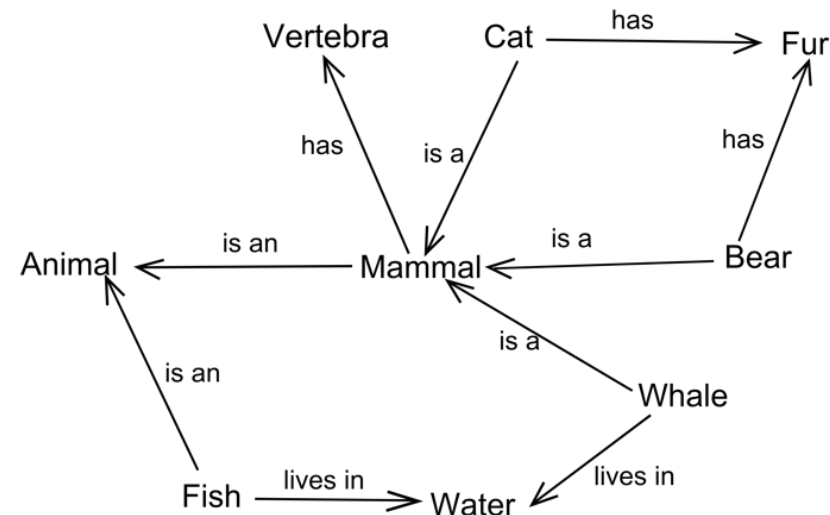 has
Vertebra
Cat
Fur
has
is a
has
Animal
is an
Mammal
is a
Bear
is an
is a
Whale
Fish
lives in
Water
lives in